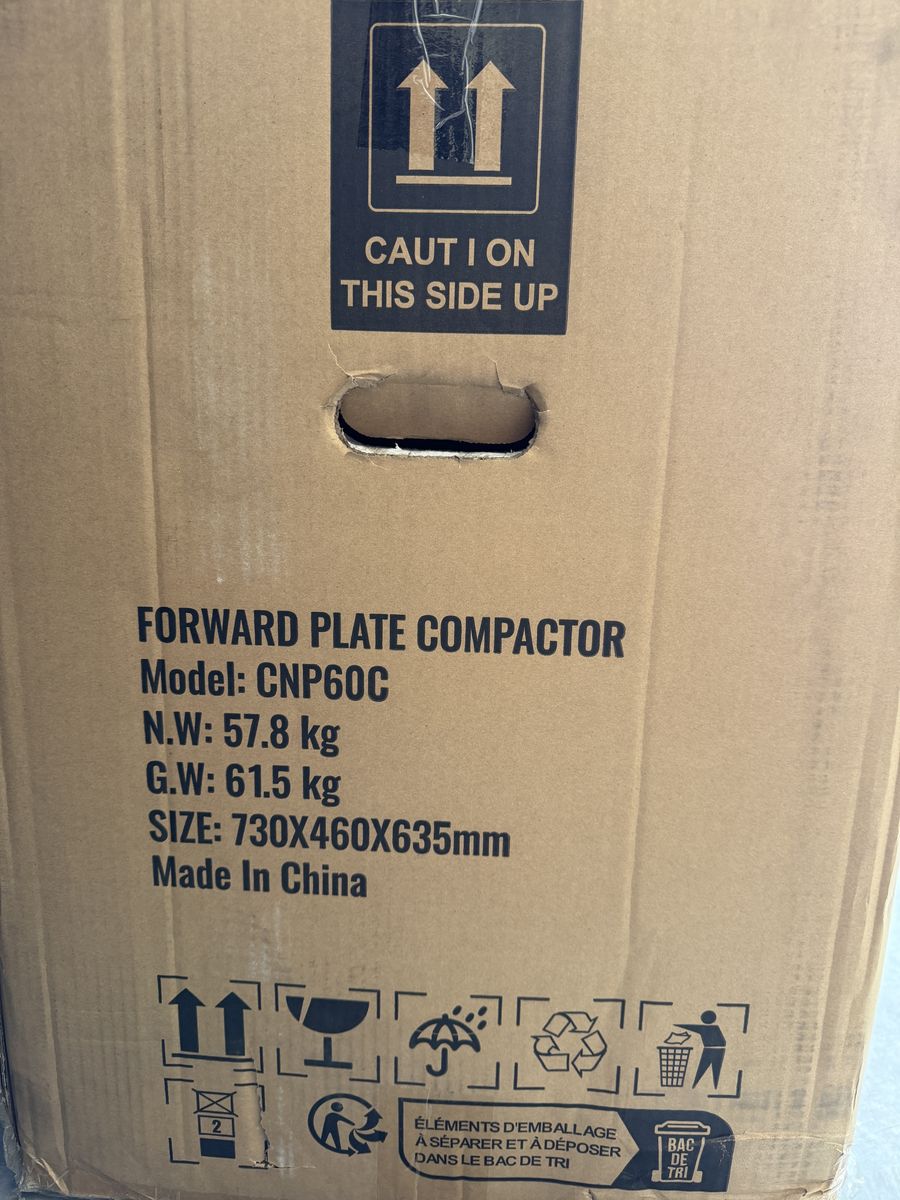 CAUT I ON
THIS SIDE UP
FORWARD PLATE COMPACTOR
Model: CNP60C
N.W: 57.8 kg
G.W: 61.5 kg
SIZE: 730X460X635mm
Made In China
2
ÉLÉMENTS D'EMBALLAGE
À SÉPARER ET À DÉPOSER
DANS LE BAC DE TRI
BAC
DE
TRI